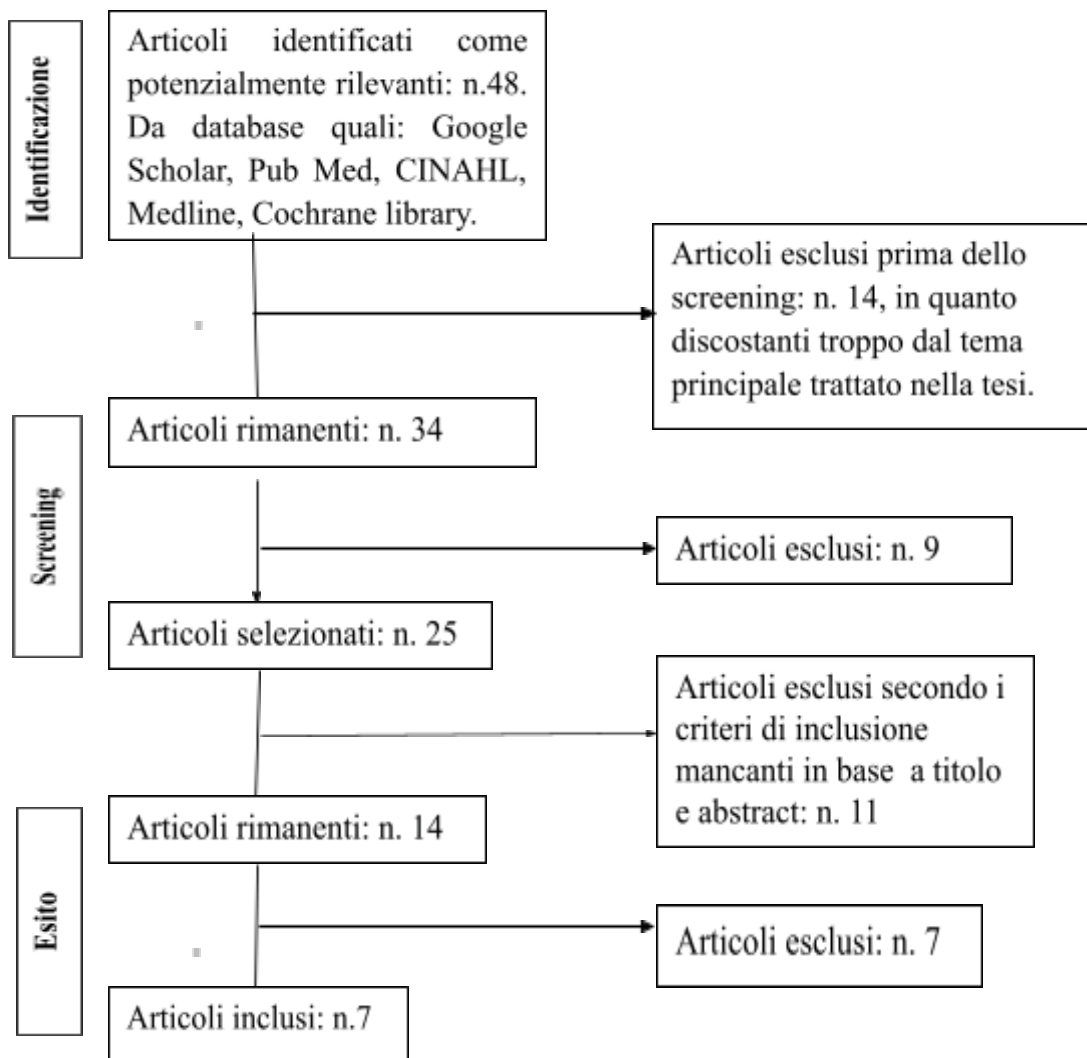 Identificazione
Articoli identificati come
potenzialmente rilevanti: n.48.
Da database quali: Google
Scholar, Pub Med, CINAHL,
Medline, Cochrane library.
Articoli esclusi prima dello
screening: n. 14, in quanto
discostanti troppo dal tema
principale trattato nella tesi.
Screening
Articoli rimanenti: n. 34
Articoli esclusi: n. 9
Articoli selezionati: n. 25
Articoli esclusi secondo i
criteri di inclusione
mancanti in base a titolo
e abstract: n. 11
Esito
Articoli rimanenti: n. 14
Articoli esclusi: n. 7
Articoli inclusi: n.7